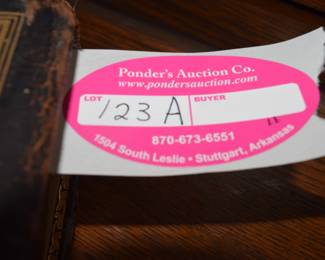 Ponder's Auction Co.
www.pondersauction.com
LOT
123 A
BUYER
870-673-6551
1504 South Leslie • Stuttgart, Arkansas